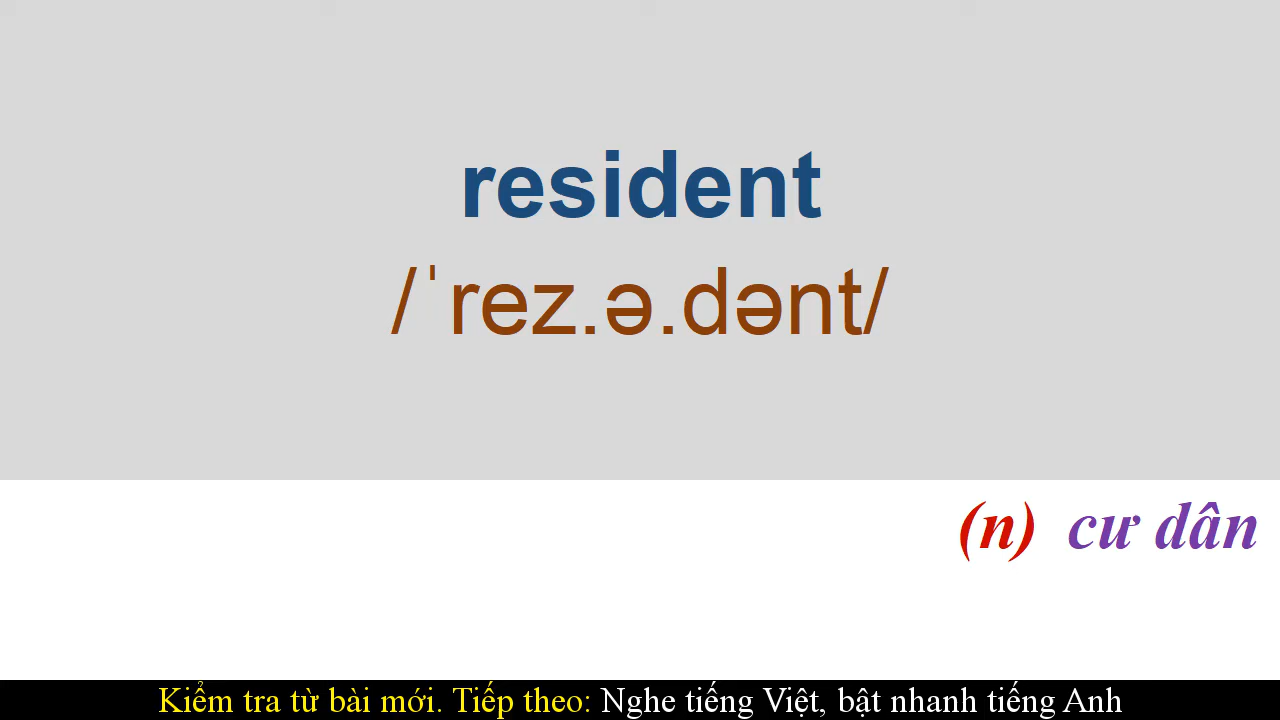 resident
/ˈrez.ə.dənt/
(n) cư dân
Kiểm tra từ bài mới. Tiếp theo: Nghe tiếng Việt, bật nhanh tiếng Anh